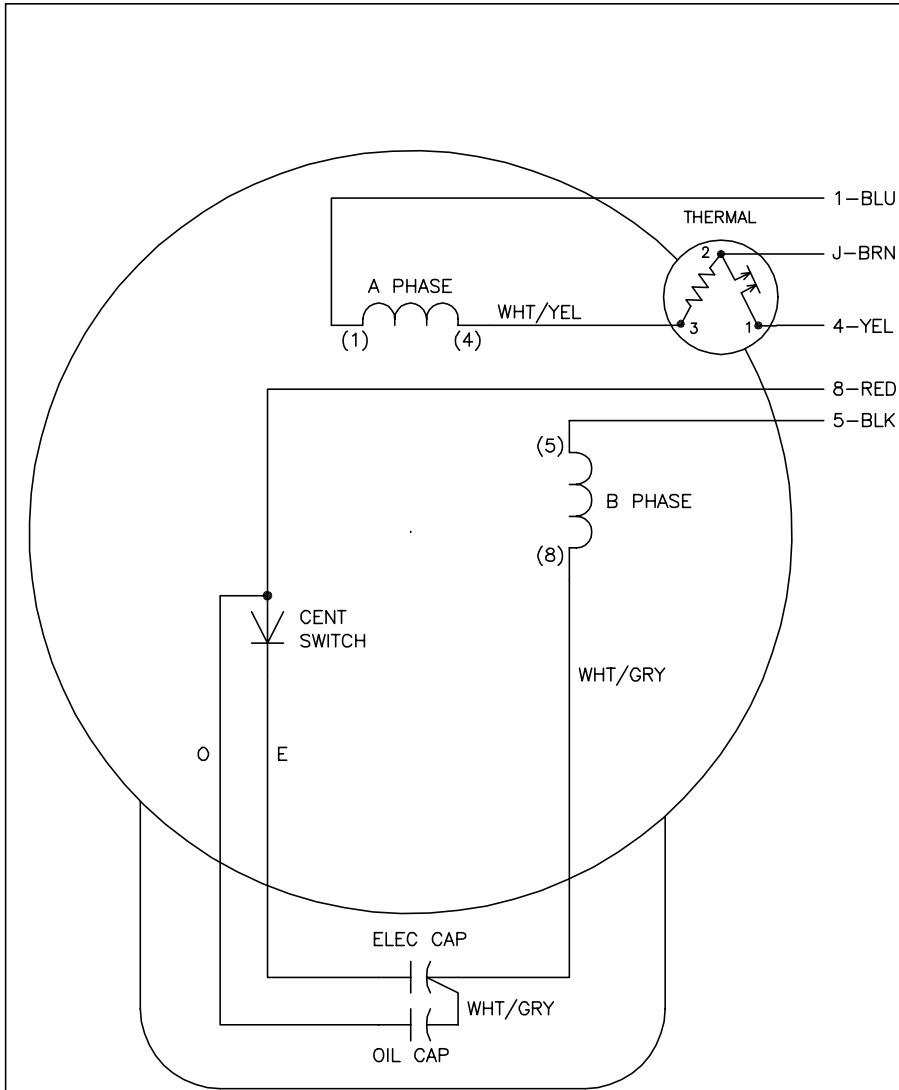 1-BLU
THERMAL
2
J-BRN
A PHASE
WHT/YEL
3
1
4-YEL
(1)
(4)
8-RED
5-BLK
(5)
B PHASE
(8)
CENT
SWITCH
WHT/GRY
O
E
ELEC CAP
WHT/GRY
OIL CAP